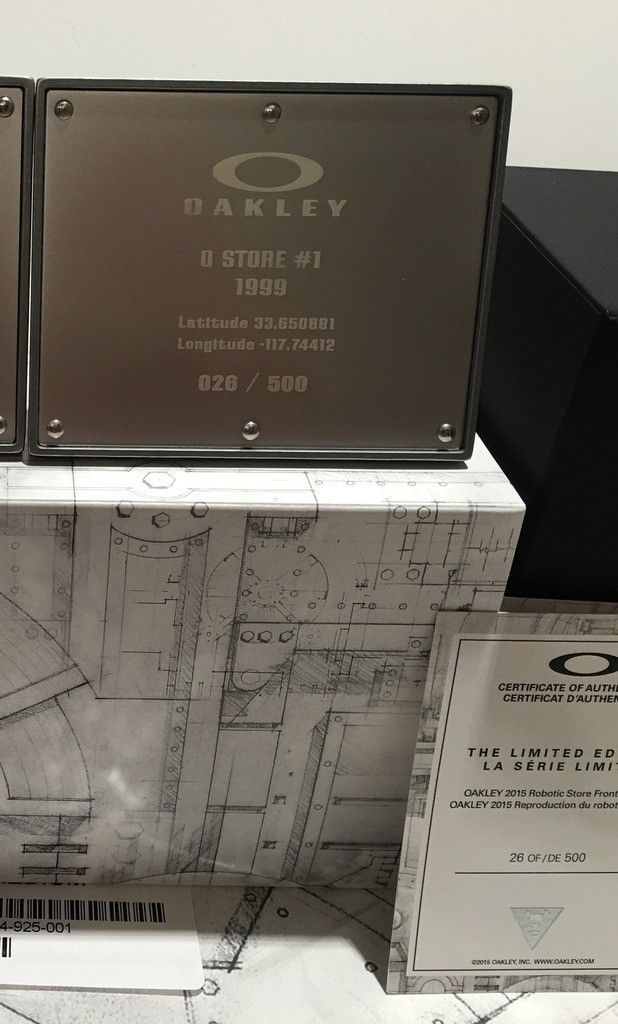 OAKLEY
O STORE #1
1999
Latitude 33.650881
Longitude -117.74412
026 / 500
CERTIFICATE OF AUTHE
CERTIFICAT D'AUTHEN
THE LIMITED ED
LA SÉRIE LIMIT
OAKLEY 2015 Robotic Store Front
OAKLEY 2015 Reproduction du robot
26 OF/DE 500
©2015 OAKLEY, INC. WWW.OAKLEY.COM
4-925-001